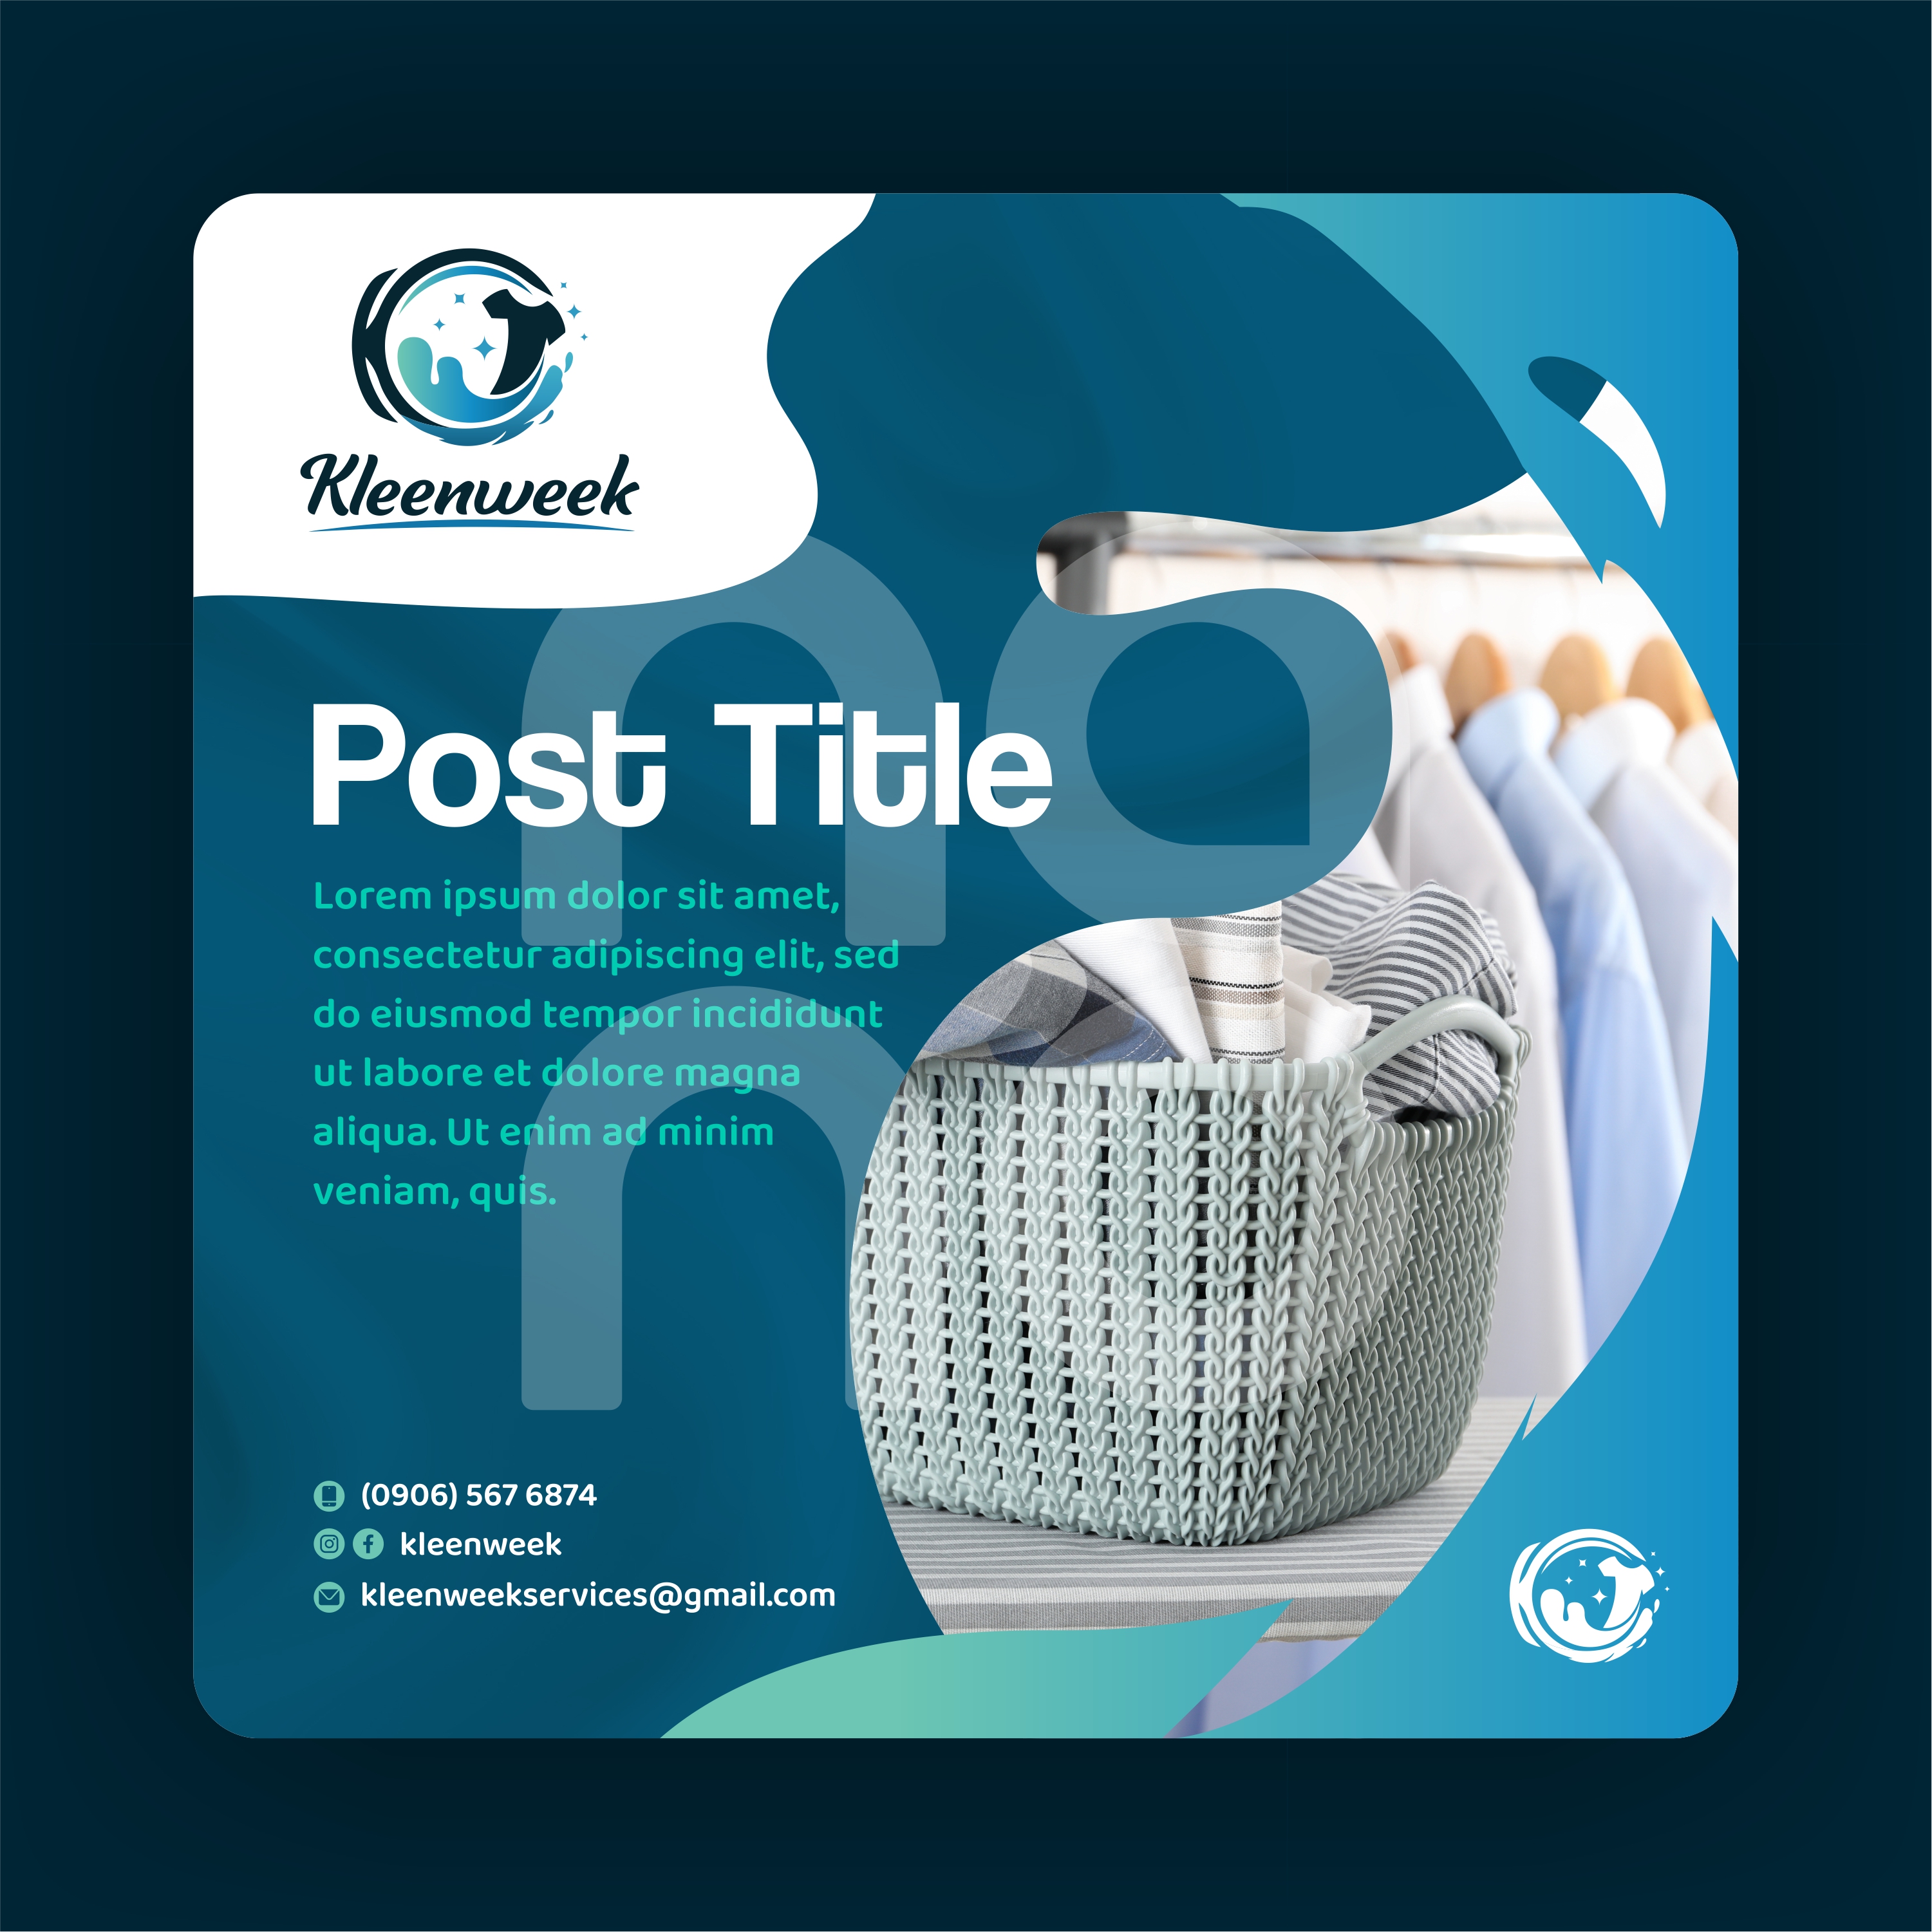 Kleenweek
na
Post Title
Lorem ipsum dolor sit amet,
consectetur adipiscing elit, sed
do eiusmod tempor incididunt
ut labore et dolore magna
aliqua. Ut enim ad minim
veniam, quis.
n
(0906) 567 6874
kleenweek
kleenweekservices@gmail.com